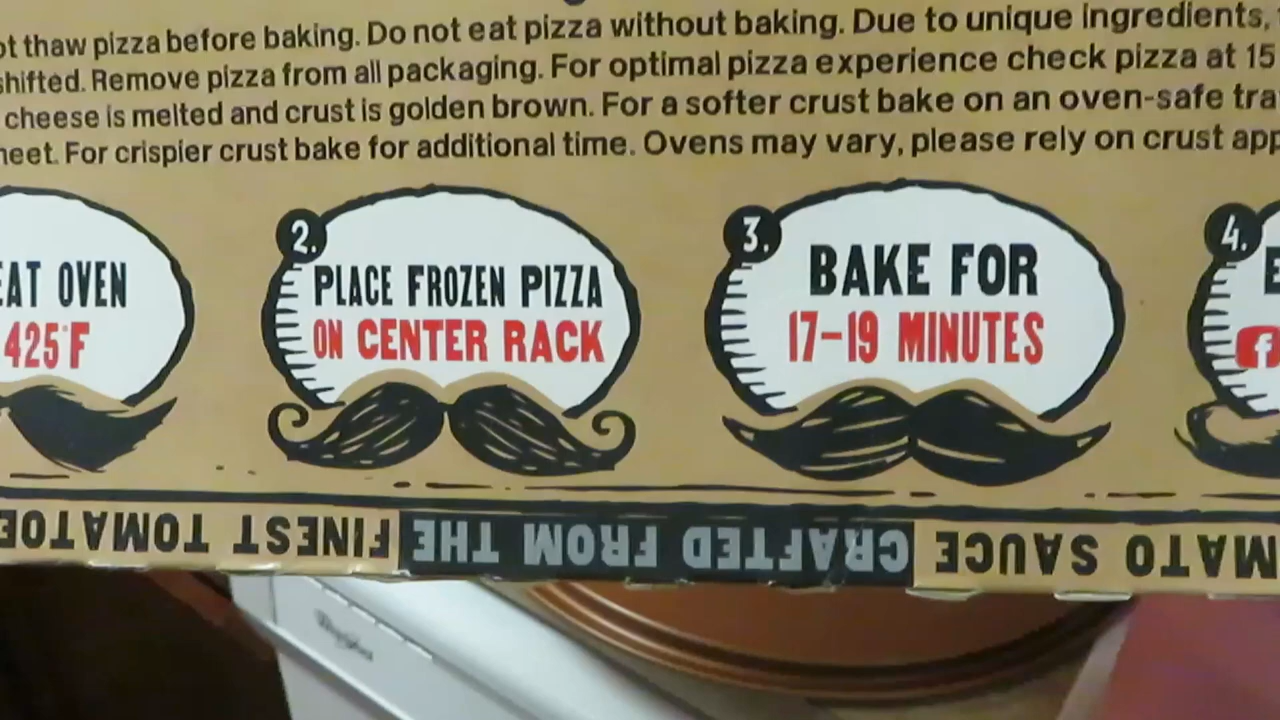 ot thaw pizza before baking. Do not eat pizza without baking. Due to unique ingredients,
shifted. Remove pizza from all packaging. For optimal pizza experience check pizza at 15
cheese is melted and crust is golden brown. For a softer crust bake on an oven-safe tra
heet. For crispier crust bake for additional time. Ovens may vary, please rely on crust app
EAT OVEN
425°F
2.
PLACE FROZEN PIZZA
ON CENTER RACK
3.
BAKE FOR
17-19 MINUTES
4.
f
MATO SAUCE CRAFTED FROM THE FINEST TOMATOE
Whirlpool